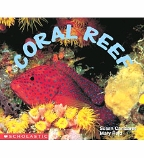 CORAL REEF
Susan Canizares
Mary Reid
SCHOLASTIC